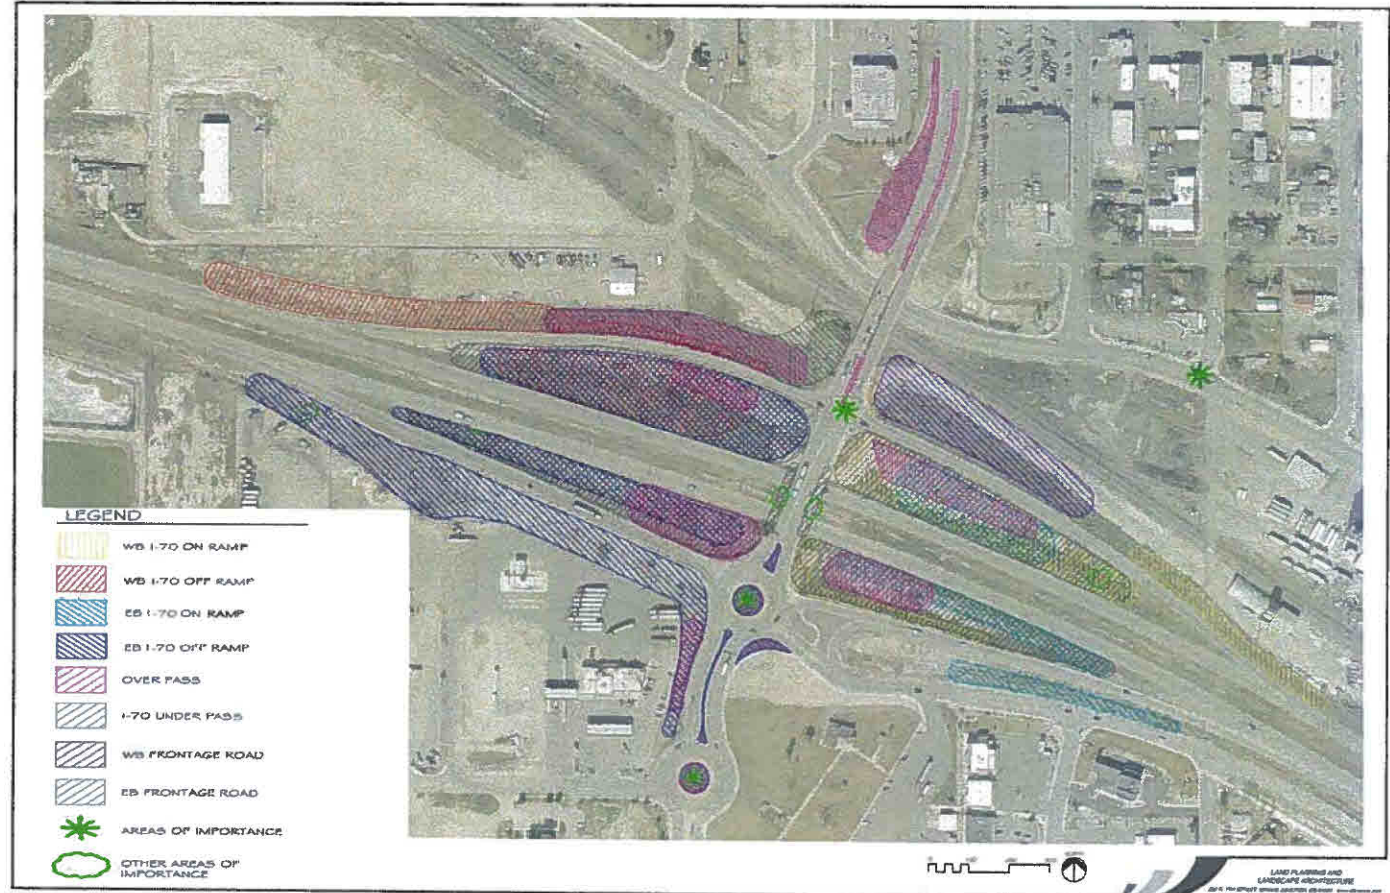 LEGEND
WB I-70 ON RAMP
WB I-70 OFF RAMP
EB I-70 ON RAMP
EB I-70 OFF RAMP
OVER PASS
I-70 UNDER PASS
WB FRONTAGE ROAD
EB FRONTAGE ROAD
AREAS OF IMPORTANCE
OTHER AREAS OF
IMPORTANCE
LAND PLANNING AND
LANDSCAPE ARCHITECTURE